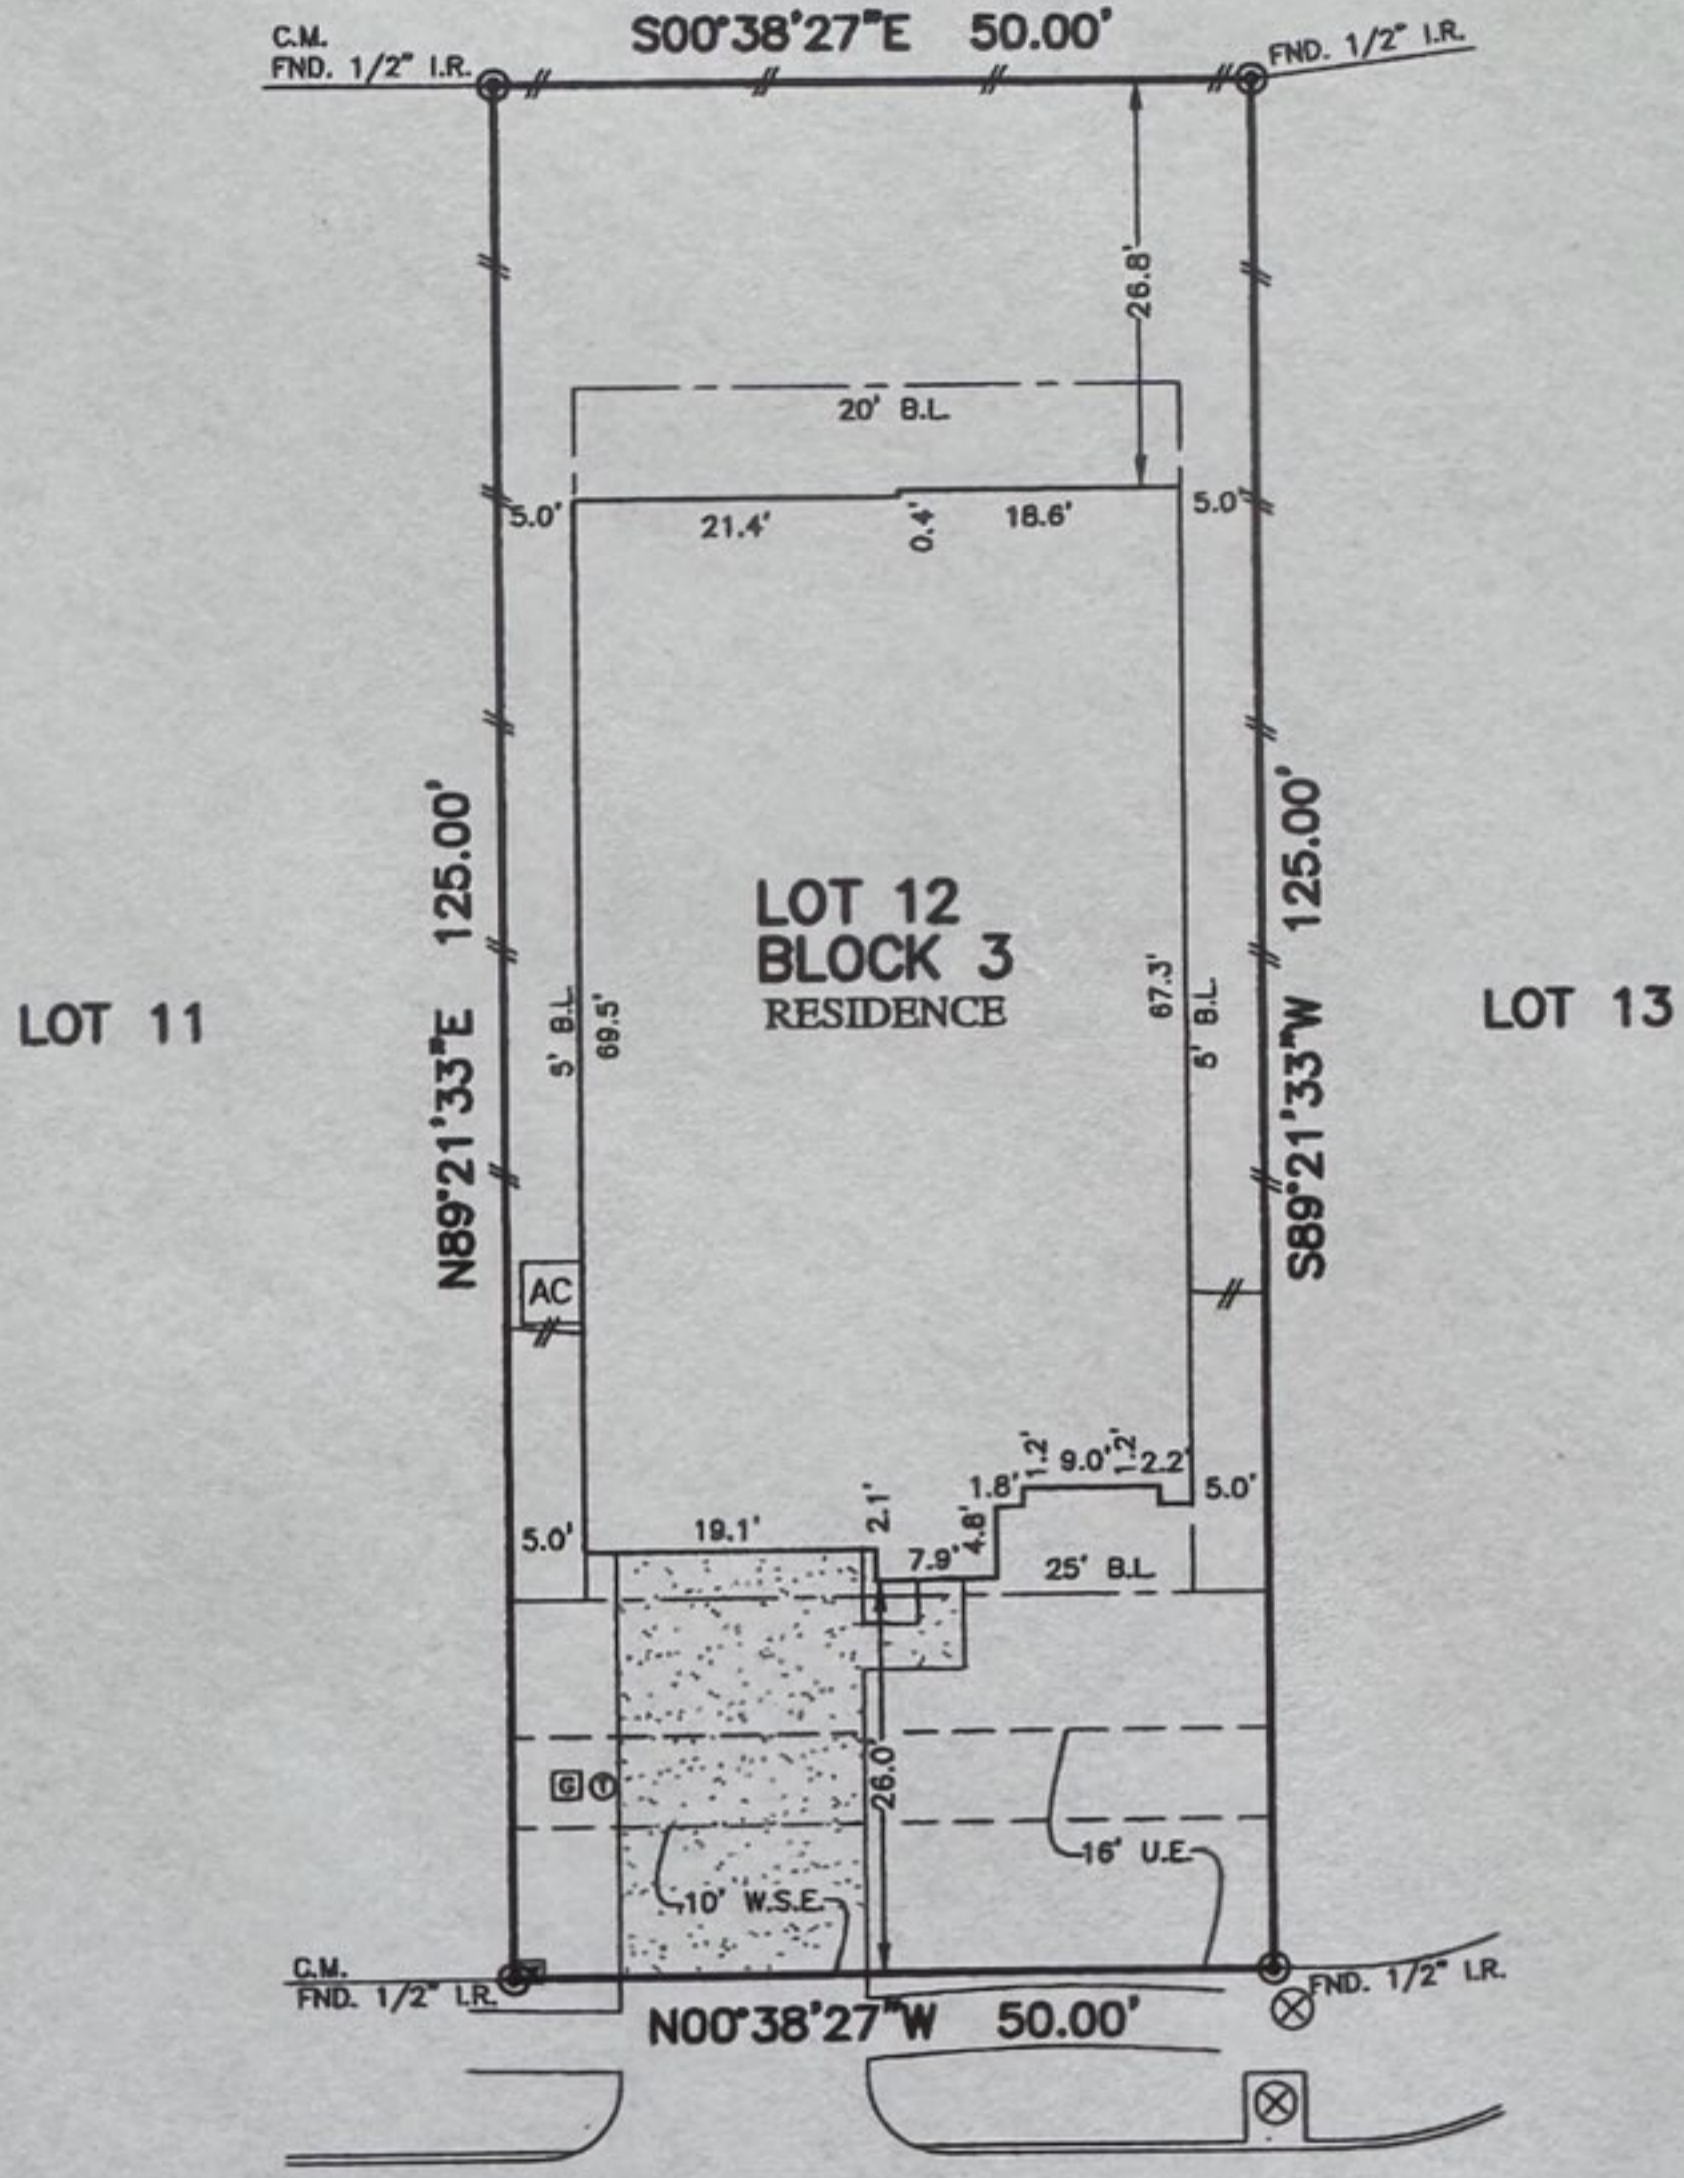 S00°38'27"E 50.00'
C.M.
FND. 1/2" I.R.
FND. 1/2" I.R.
26.8'
20' B.L.
5.0'
21.4'
0.4'
18.6'
5.0'
N89°21'33"E 125.00'
S89°21'33"W 125.00'
LOT 12
BLOCK 3
RESIDENCE
LOT 11
LOT 13
5' B.L.
69.5'
67.3'
5' B.L.
AC
5.0'
19.1'
2.1'
7.9'
4.8'
1.8'
1.2'
9.0'
1.2'
2.2'
5.0'
25' B.L.
G T
26.0'
16' U.E.
10' W.S.E.
C.M.
FND. 1/2" I.R.
FND. 1/2" I.R.
N00°38'27"W 50.00'